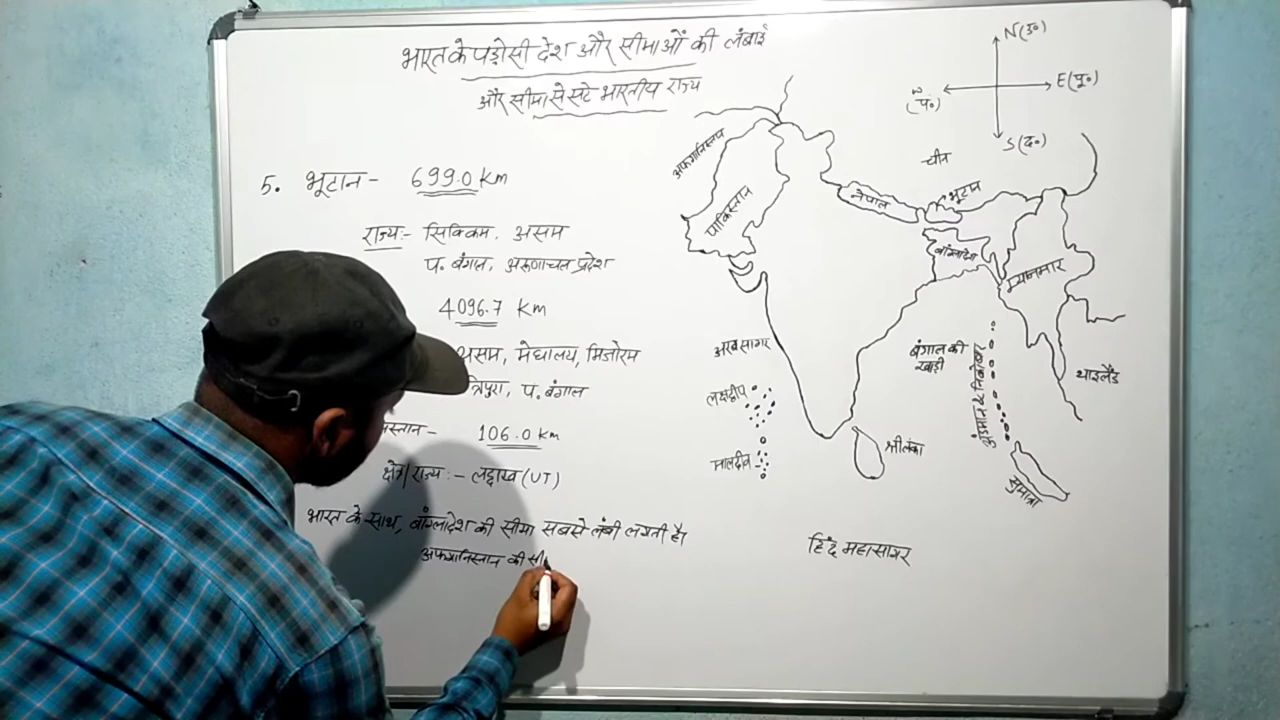 भारत के पड़ोसी देश और सीमाओं की लंबाई
और सीमा से सटे भारतीय राज्य
5. भूटान - 699.0 Km
राज्य :- सिक्किम, असम
प. बंगाल, अरुणाचल प्रदेश
4096.7 Km
असम, मेघालय, मिजोरम
त्रिपुरा, प. बंगाल
106.0 Km
क्षेत्र/राज्य :- लद्दाख (UT)
भारत के साथ, बांग्लादेश की सीमा सबसे लंबी लगती है।
अफगानिस्तान की सी
N(उ०)
E(पू०)
W
(प०)
S(द०)
चीन
अफगानिस्तान
पाकिस्तान
नेपाल
भूटान
बांग्लादेश
म्यानमार
अरब सागर
लक्षद्वीप
मालदीव
बंगाल की
खाड़ी
अंडमान & निकोबार
थाइलैंड
श्रीलंका
सुमात्रा
हिंद महासागर